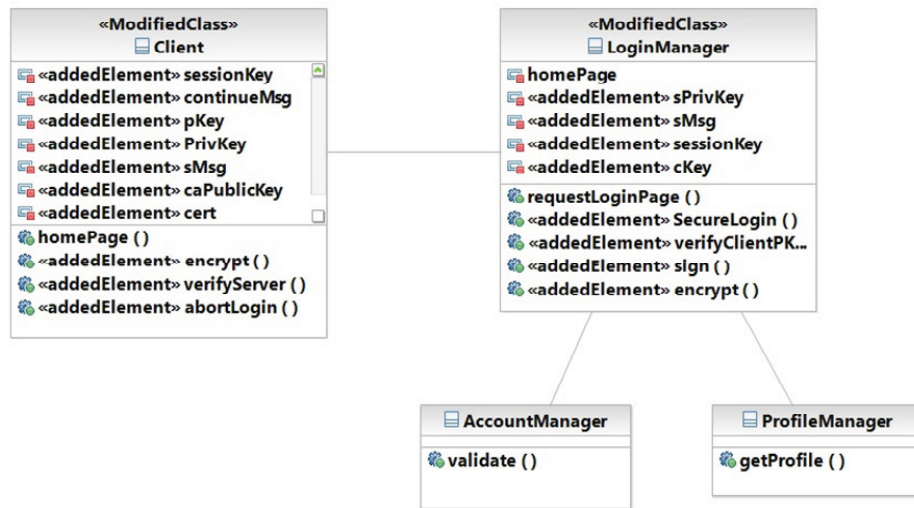 «ModifiedClass»
Client
«addedElement» sessionKey
«addedElement» continueMsg
«addedElement» pKey
«addedElement» PrivKey
«addedElement» sMsg
«addedElement» caPublicKey
«addedElement» cert
homePage ( )
«addedElement» encrypt ( )
«addedElement» verifyServer ( )
«addedElement» abortLogin ( )
«ModifiedClass»
LoginManager
homePage
«addedElement» sPrivKey
«addedElement» sMsg
«addedElement» sessionKey
«addedElement» cKey
requestLoginPage ( )
«addedElement» SecureLogin ( )
«addedElement» verifyClientPK...
«addedElement» sign ( )
«addedElement» encrypt ( )
AccountManager
validate ( )
ProfileManager
getProfile ( )